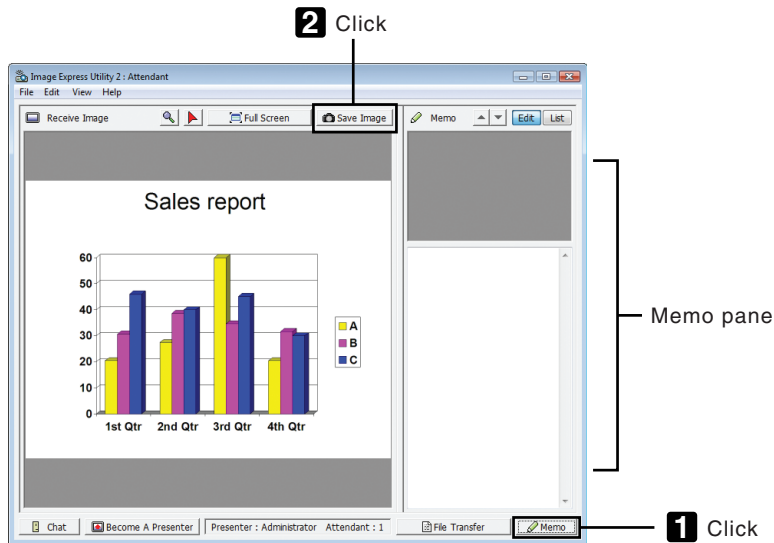 2 Click
Image Express Utility 2 : Attendant
File Edit View Help
Receive Image Full Screen Save Image Memo Edit List
Sales report
60
50
40
30
20
10
0
A
B
C
1st Qtr 2nd Qtr 3rd Qtr 4th Qtr
Memo pane
Chat Become A Presenter Presenter : Administrator Attendant : 1 File Transfer Memo
1 Click